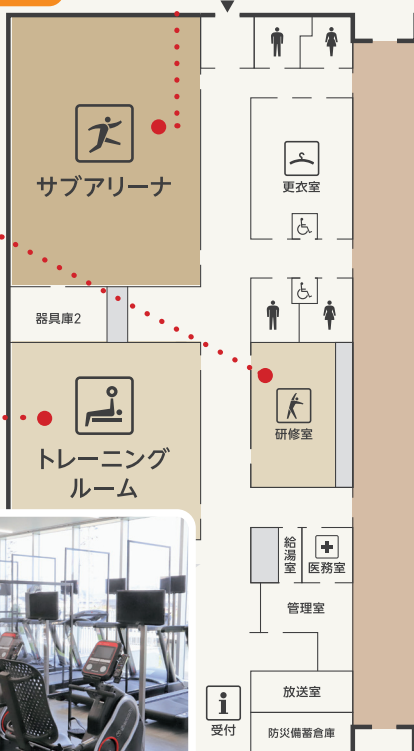 サブアリーナ
更衣室
器具庫2
トレーニング
ルーム
研修室
給湯室
医務室
管理室
放送室
受付
防災備蓄倉庫